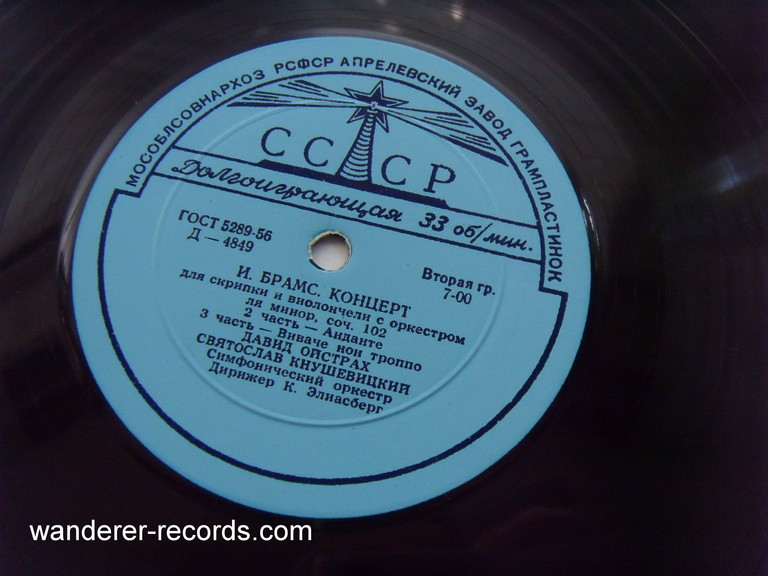 МОСОБЛСОВНАРХОЗ РСФСР АПРЕЛЕВСКИЙ ЗАВОД ГРАМПЛАСТИНОК
СССР
Долгоиграющая 33 об/мин.
ГОСТ 5289-56
Д — 4849
Вторая гр.
7-00
И. БРАМС. КОНЦЕРТ
для скрипки и виолончели с оркестром
ля минор, соч. 102
2 часть — Анданте
3 часть — Виваче нон троппо
ДАВИД ОЙСТРАХ
СВЯТОСЛАВ КНУШЕВИЦКИЙ
Симфонический оркестр
Дирижер К. Элиасберг
wanderer-records.com